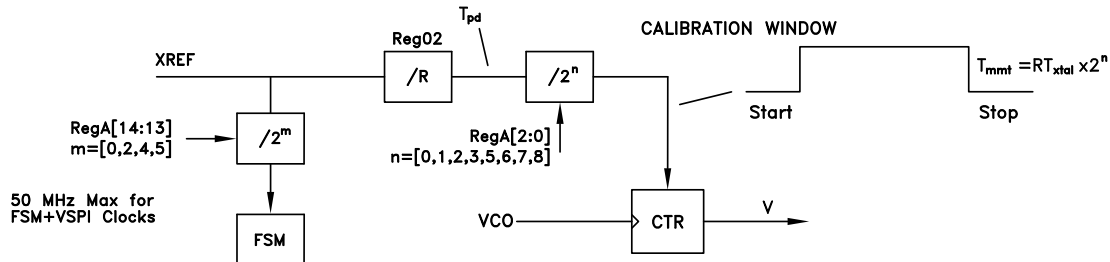 T_pd
CALIBRATION WINDOW
Reg02
XREF
/R
/2^n
T_mmt = RT_xtal x 2^n
Start
Stop
RegA[14:13]
m=[0,2,4,5]
/2^m
RegA[2:0]
n=[0,1,2,3,5,6,7,8]
50 MHz Max for
FSM+VSPI Clocks
FSM
VCO
CTR
V